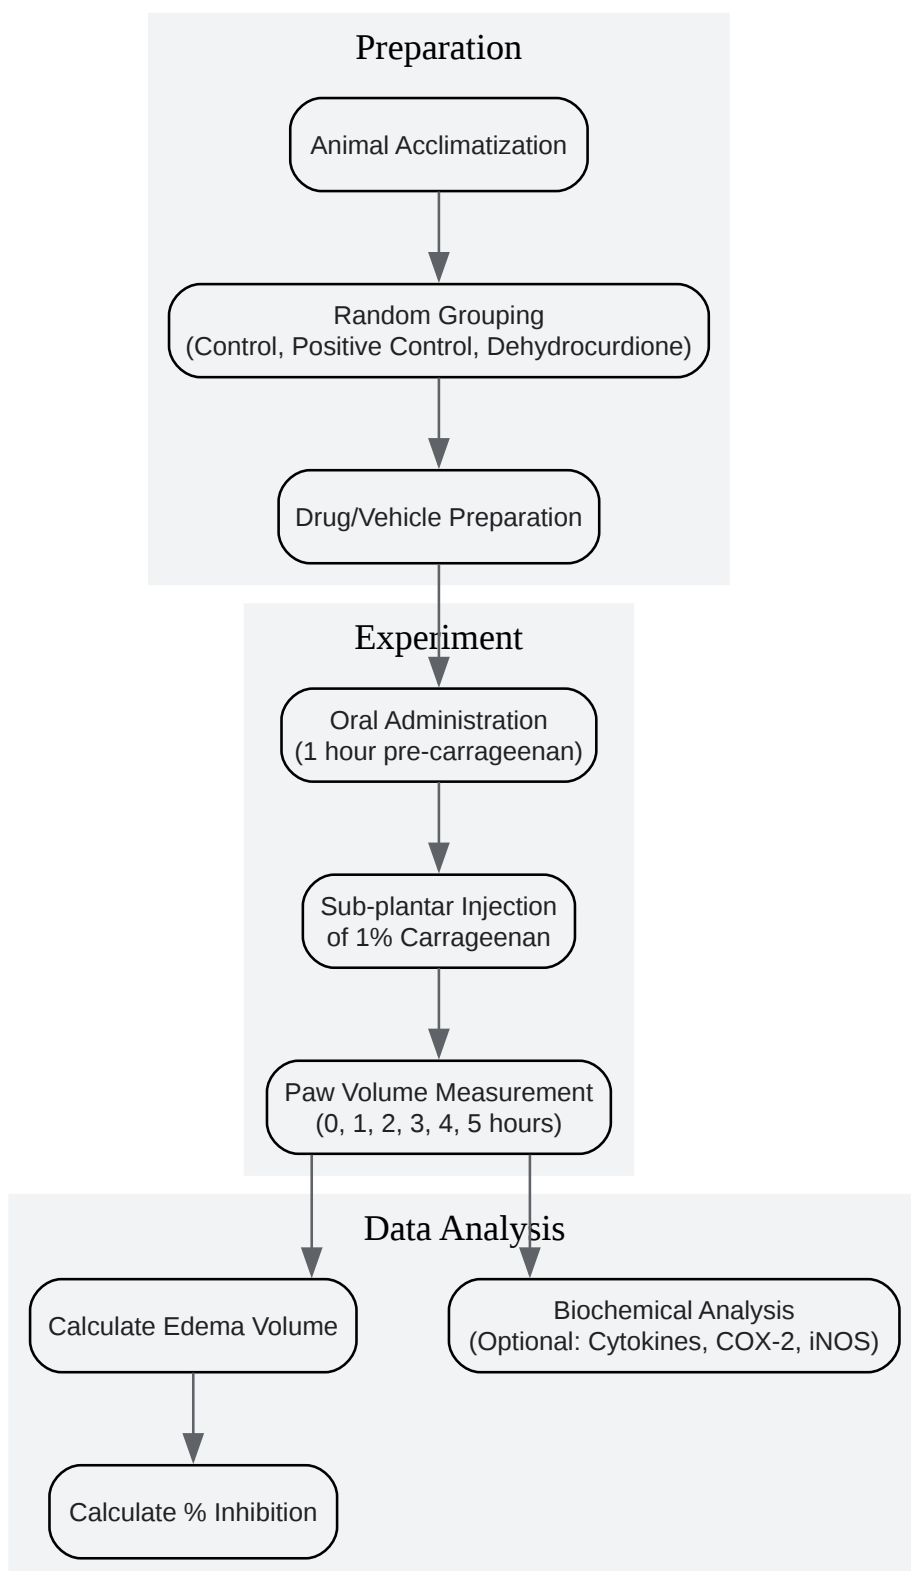 Preparation
Animal Acclimatization
Random Grouping
(Control, Positive Control, Dehydrocurdione)
Drug/Vehicle Preparation
Experiment
Oral Administration
(1 hour pre-carrageenan)
Sub-plantar Injection
of 1% Carrageenan
Paw Volume Measurement
(0, 1, 2, 3, 4, 5 hours)
Data Analysis
Calculate Edema Volume
Biochemical Analysis
(Optional: Cytokines, COX-2, iNOS)
Calculate % Inhibition